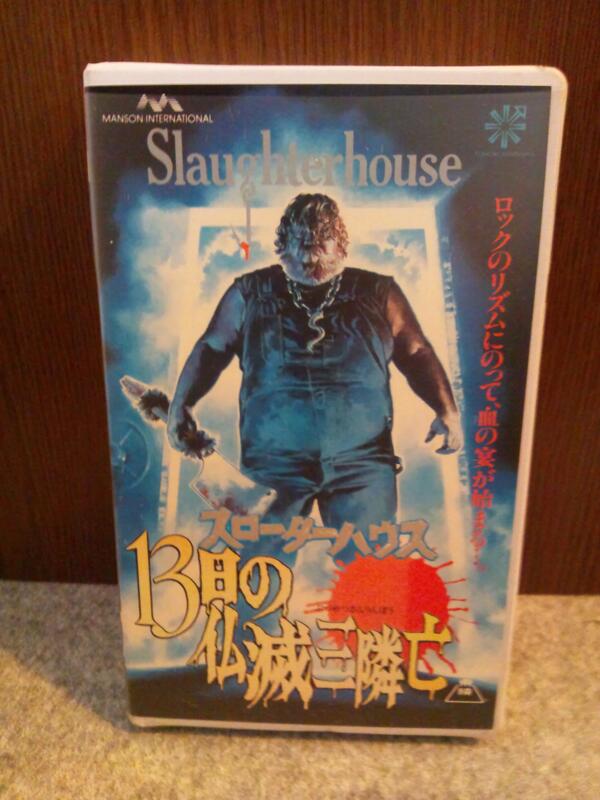 MANSON INTERNATIONAL
Slaughterhouse
ロックのリズムにのって、血の宴が始まる…。
スローターハウス
13日の
仏滅三隣亡